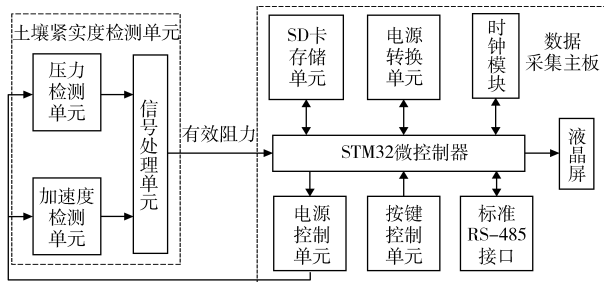 土壤紧实度检测单元
压力
检测
单元
加速度
检测
单元
信号处理单元
有效阻力
SD卡
存储
单元
电源
转换
单元
时钟模块
数据
采集主板
STM32微控制器
液晶屏
电源
控制
单元
按键
控制
单元
标准
RS-485
接口